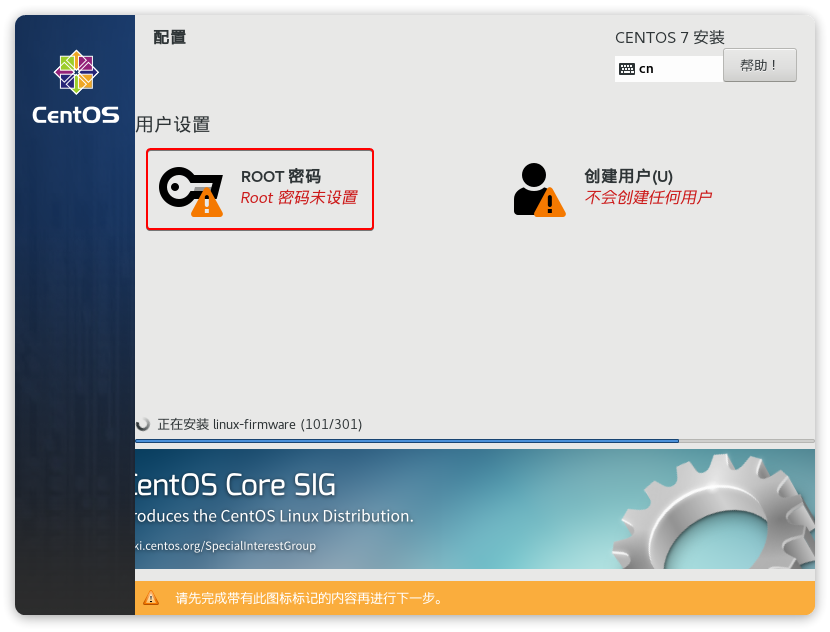 配置
CENTOS 7 安装
cn
帮助！
CentOS
用户设置
ROOT 密码
Root 密码未设置
创建用户(U)
不会创建任何用户
正在安装 linux-firmware (101/301)
CentOS Core SIG
roduces the CentOS Linux Distribution.
ki.centos.org/SpecialInterestGroup
请先完成带有此图标标记的内容再进行下一步。